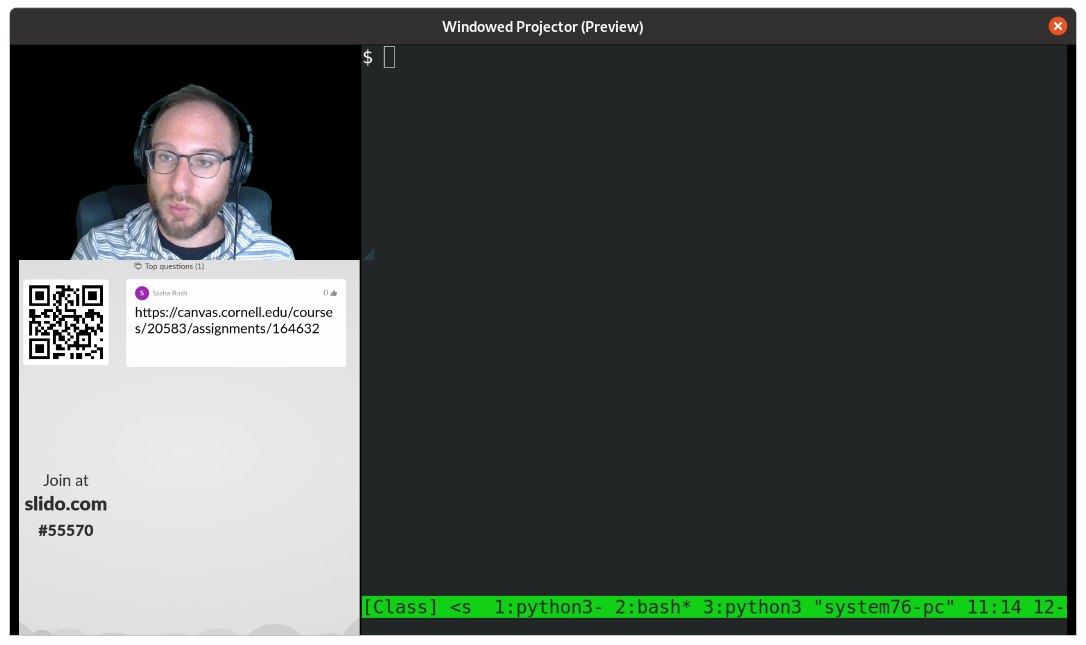 Windowed Projector (Preview)
$
Top questions (1)
S Sasha Rush 0
https://canvas.cornell.edu/course
s/20583/assignments/164632
Join at
slido.com
#55570
[Class] <s 1:python3- 2:bash* 3:python3 "system76-pc" 11:14 12-